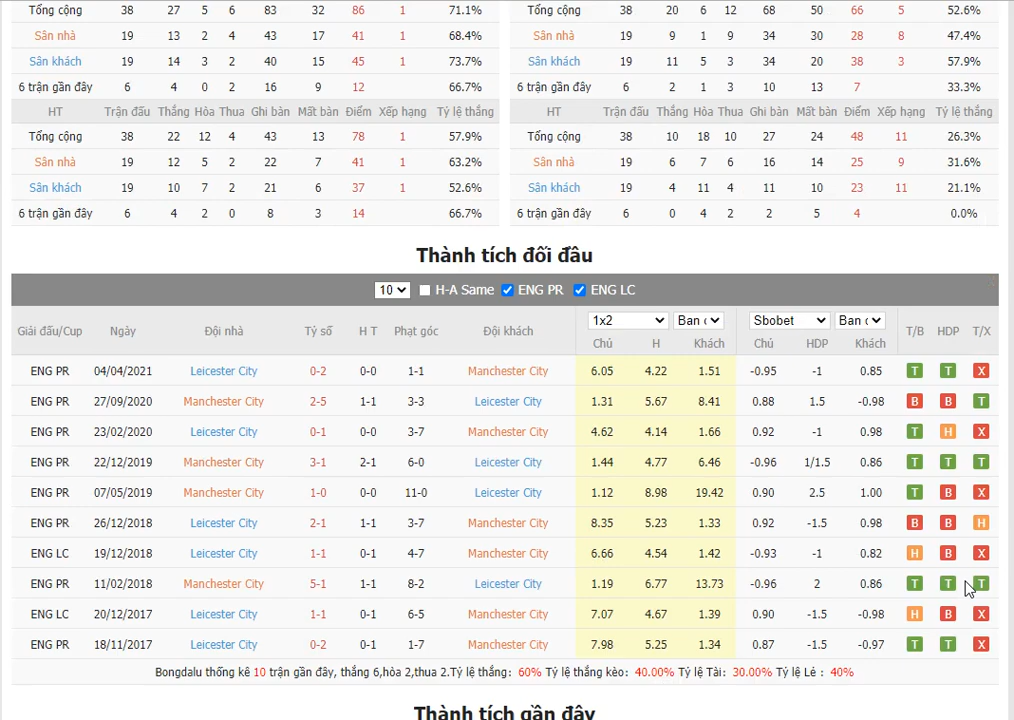 Tổng cộng 38 27 5 6 83 32 86 1 71.1% Tổng cộng 38 20 6 12 68 50 66 5 52.6%
Sân nhà 19 13 2 4 43 17 41 1 68.4% Sân nhà 19 9 1 9 34 30 28 8 47.4%
Sân khách 19 14 3 2 40 15 45 1 73.7% Sân khách 19 11 5 3 34 20 38 3 57.9%
6 trận gần đây 6 4 0 2 16 9 12 66.7% 6 trận gần đây 6 2 1 3 10 13 7 33.3%
HT Trận đấu Thắng Hòa Thua Ghi bàn Mất bàn Điểm Xếp hạng Tỷ lệ thắng HT Trận đấu Thắng Hòa Thua Ghi bàn Mất bàn Điểm Xếp hạng Tỷ lệ thắng
Tổng cộng 38 22 12 4 43 13 78 1 57.9% Tổng cộng 38 10 18 10 27 24 48 11 26.3%
Sân nhà 19 12 5 2 22 7 41 1 63.2% Sân nhà 19 6 7 6 16 14 25 9 31.6%
Sân khách 19 10 7 2 21 6 37 1 52.6% Sân khách 19 4 11 4 11 10 23 11 21.1%
6 trận gần đây 6 4 2 0 8 3 14 66.7% 6 trận gần đây 6 0 4 2 2 5 4 0.0%
Thành tích đối đầu
10 H-A Same ENG PR ENG LC
1x2 Ban c Sbobet Ban c
Giải đấu/Cup Ngày Đội nhà Tỷ số H T Phạt góc Đội khách T/B HDP T/X
Chủ H Khách Chủ HDP Khách
ENG PR 04/04/2021 Leicester City 0-2 0-0 1-1 Manchester City 6.05 4.22 1.51 -0.95 -1 0.85 T T X
ENG PR 27/09/2020 Manchester City 2-5 1-1 3-3 Leicester City 1.31 5.67 8.41 0.88 1.5 -0.98 B B T
ENG PR 23/02/2020 Leicester City 0-1 0-0 3-7 Manchester City 4.62 4.14 1.66 0.92 -1 0.98 T H X
ENG PR 22/12/2019 Manchester City 3-1 2-1 6-0 Leicester City 1.44 4.77 6.46 -0.96 1/1.5 0.86 T T T
ENG PR 07/05/2019 Manchester City 1-0 0-0 11-0 Leicester City 1.12 8.98 19.42 0.90 2.5 1.00 T B X
ENG PR 26/12/2018 Leicester City 2-1 1-1 3-7 Manchester City 8.35 5.23 1.33 0.92 -1.5 0.98 B B H
ENG LC 19/12/2018 Leicester City 1-1 0-1 4-7 Manchester City 6.66 4.54 1.42 -0.93 -1 0.82 H B X
ENG PR 11/02/2018 Manchester City 5-1 1-1 8-2 Leicester City 1.19 6.77 13.73 -0.96 2 0.86 T T T
ENG LC 20/12/2017 Leicester City 1-1 0-1 6-5 Manchester City 7.07 4.67 1.39 0.90 -1.5 -0.98 H B X
ENG PR 18/11/2017 Leicester City 0-2 0-1 1-7 Manchester City 7.98 5.25 1.34 0.87 -1.5 -0.97 T T X
Bongdalu thống kê 10 trận gần đây, thắng 6,hòa 2,thua 2.Tỷ lệ thắng: 60% Tỷ lệ thắng kèo: 40.00% Tỷ lệ Tài: 30.00% Tỷ lệ Lẻ : 40%
Thành tích gần đây